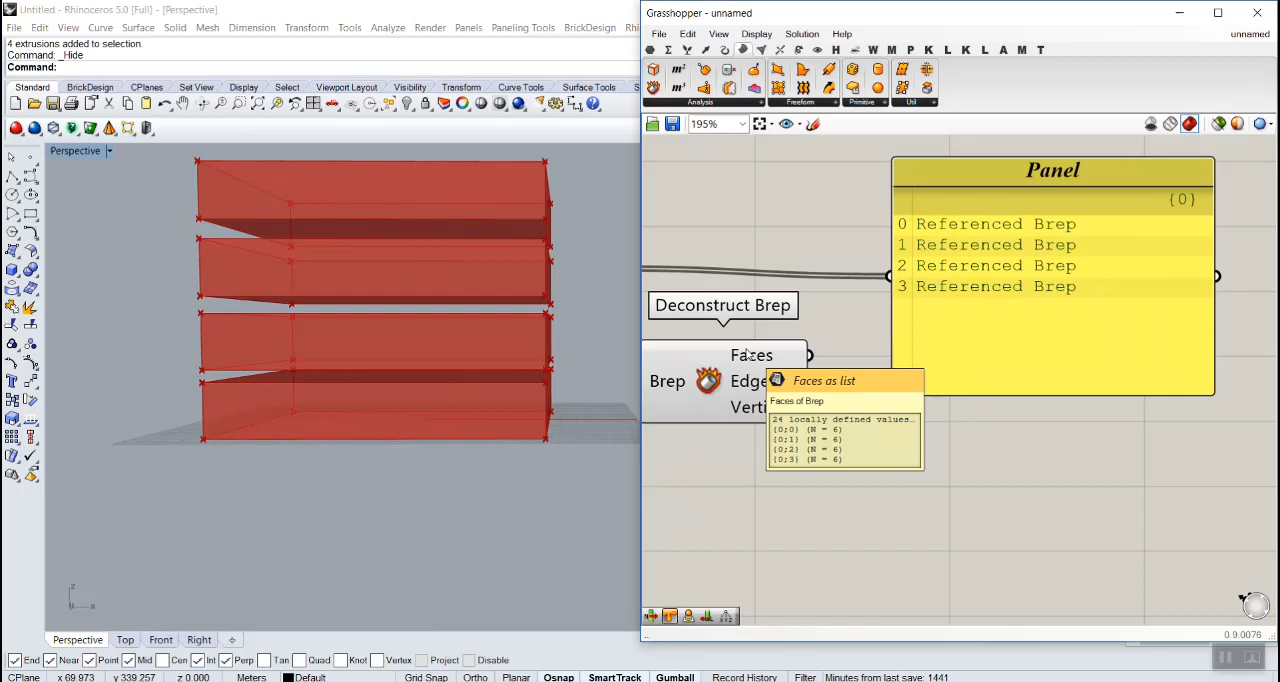 Untitled - Rhinoceros 5.0 [Full] - [Perspective]
File Edit View Curve Surface Solid Mesh Dimension Transform Tools Analyze Render Panels Paneling Tools BrickDesign
4 extrusions added to selection.
Command: _Hide
Command:
Standard BrickDesign CPlanes Set View Display Select Viewport Layout Visibility Transform Curve Tools Surface Tools
Perspective
z
y x
Perspective Top Front Right
End Near Point Mid Cen Int Perp Tan Quad Knot Vertex Project Disable
CPlane x 69.973 y 339.257 z 0.000 Meters Default Grid Snap Ortho Planar Osnap SmartTrack Gumball Record History Filter Minutes from last save: 1441
Grasshopper - unnamed
File Edit View Display Solution Help unnamed
H W M P K L K L A M T
Analysis Freeform Primitive Util
195%
Panel
{0}
0 Referenced Brep
1 Referenced Brep
2 Referenced Brep
3 Referenced Brep
Deconstruct Brep
Brep
Faces
Edge
Verti
Faces as list
Faces of Brep
24 locally defined values…
{0;0} (N = 6)
{0;1} (N = 6)
{0;2} (N = 6)
{0;3} (N = 6)
0.9.0076